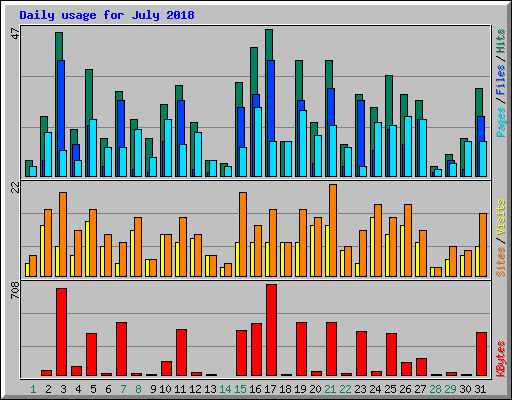 Daily usage for July 2018
47
Pages / Files / Hits
22
Sites / Visits
708
KBytes
1 2 3 4 5 6 7 8 9 10 11 12 13 14 15 16 17 18 19 20 21 22 23 24 25 26 27 28 29 30 31